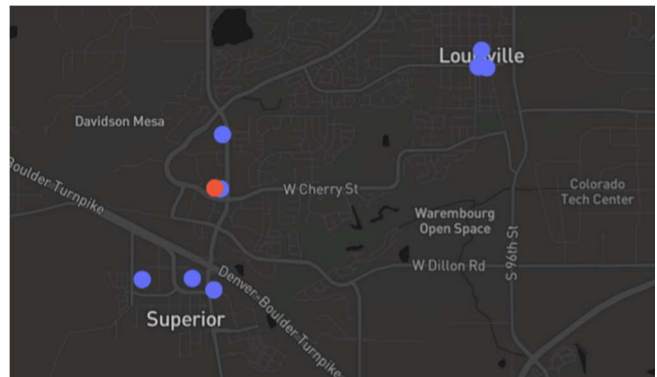 Louisville
Davidson Mesa
Boulder Turnpike
W Cherry St
Colorado
Tech Center
Warembourg
Open Space
S 96th St
W Dillon Rd
Denver-Boulder Turnpike
Superior